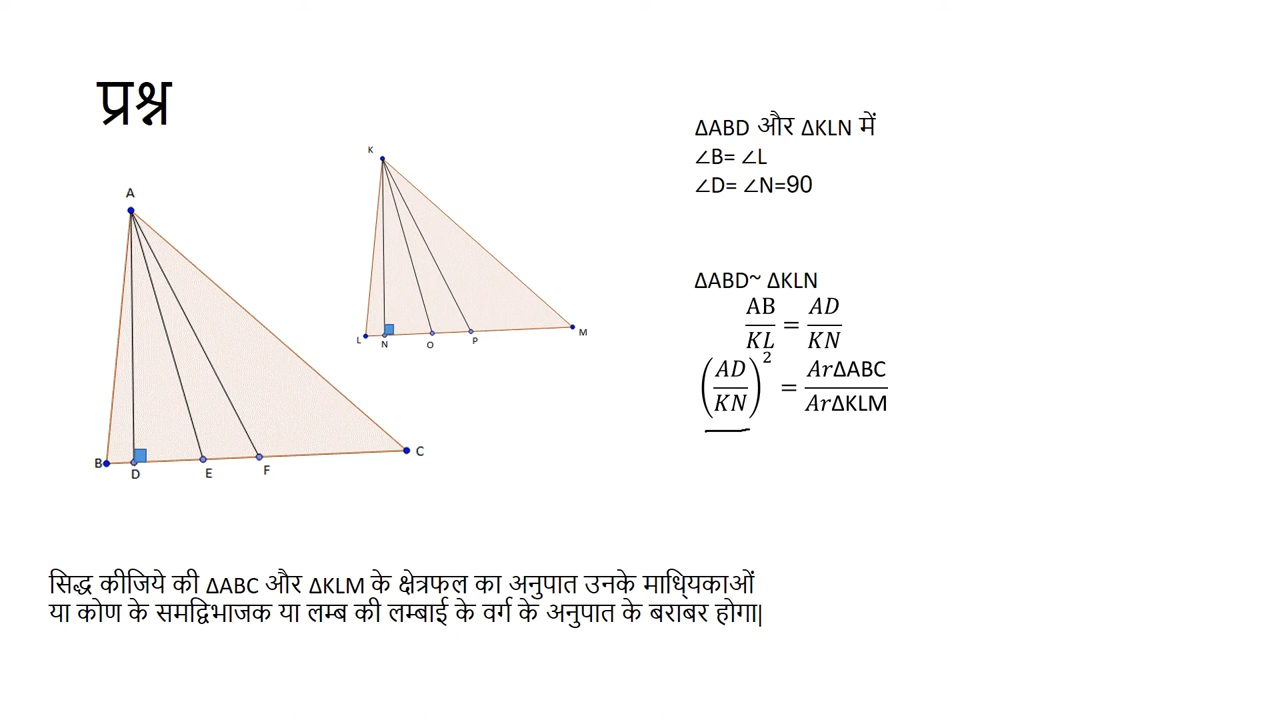 प्रश्न
K
A
L
N
O
P
M
B
D
E
F
C
ΔABD और ΔKLN में
∠B= ∠L
∠D= ∠N=90
ΔABD~ ΔKLN
AB/KL = AD/KN
(AD/KN)² = ArΔABC/ArΔKLM
सिद्ध कीजिये की ΔABC और ΔKLM के क्षेत्रफल का अनुपात उनके माध्यिकाओं
या कोण के समद्विभाजक या लम्ब की लम्बाई के वर्ग के अनुपात के बराबर होगा|